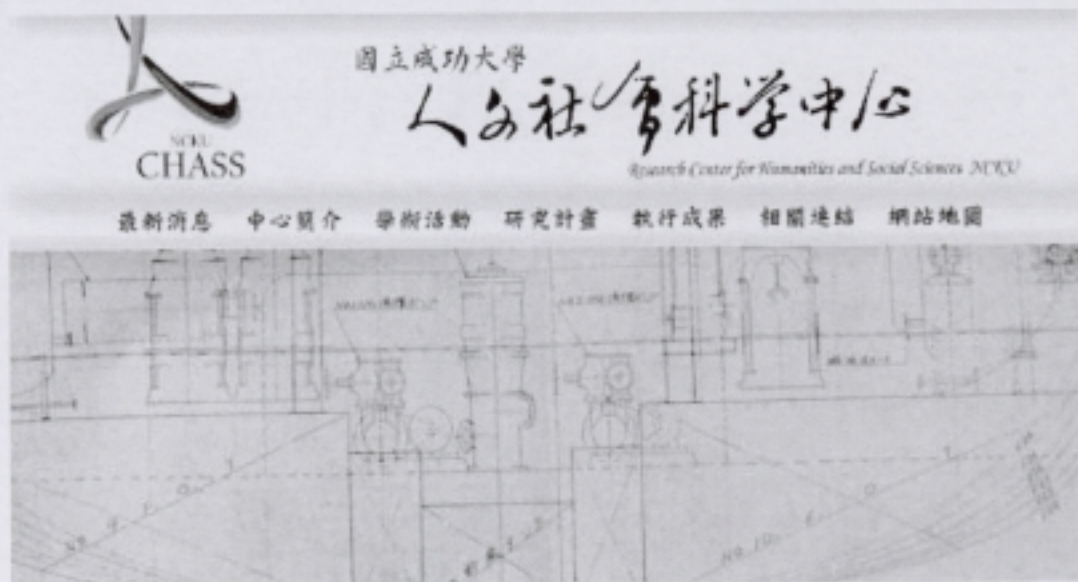 國立成功大學
人文社會科学中心
NCKU
CHASS
Research Center for Humanities and Social Sciences NCKU
最新消息 中心簡介 學術活動 研究計畫 執行成果 相關連結 網站地圖